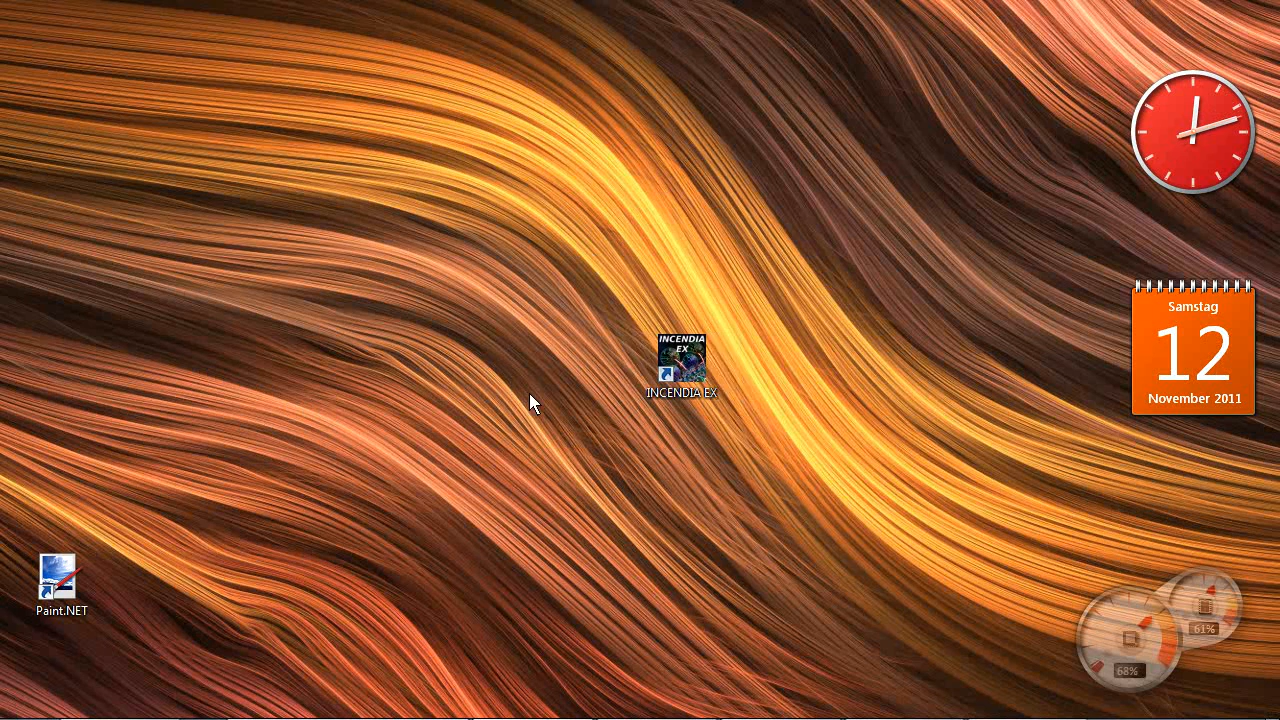 INCENDIA
EX
INCENDIA EX
Samstag
12
November 2011
Paint.NET
61%
68%